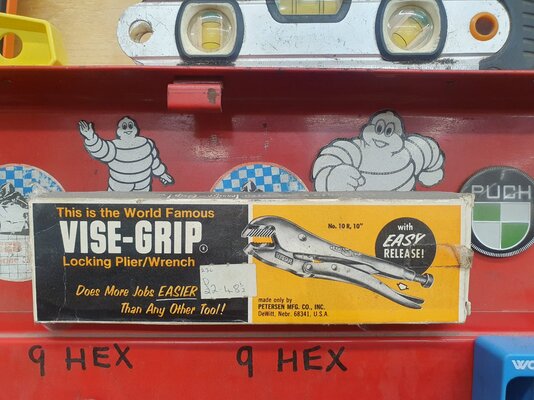 PUCH
This is the World Famous
VISE-GRIP
Locking Plier/Wrench
Does More Jobs EASIER
Than Any Other Tool!
No. 10 R, 10"
with
EASY
RELEASE!
made only by
PETERSEN MFG. CO., INC.
DeWitt, Nebr. 68341, U.S.A.
9 HEX
9 HEX